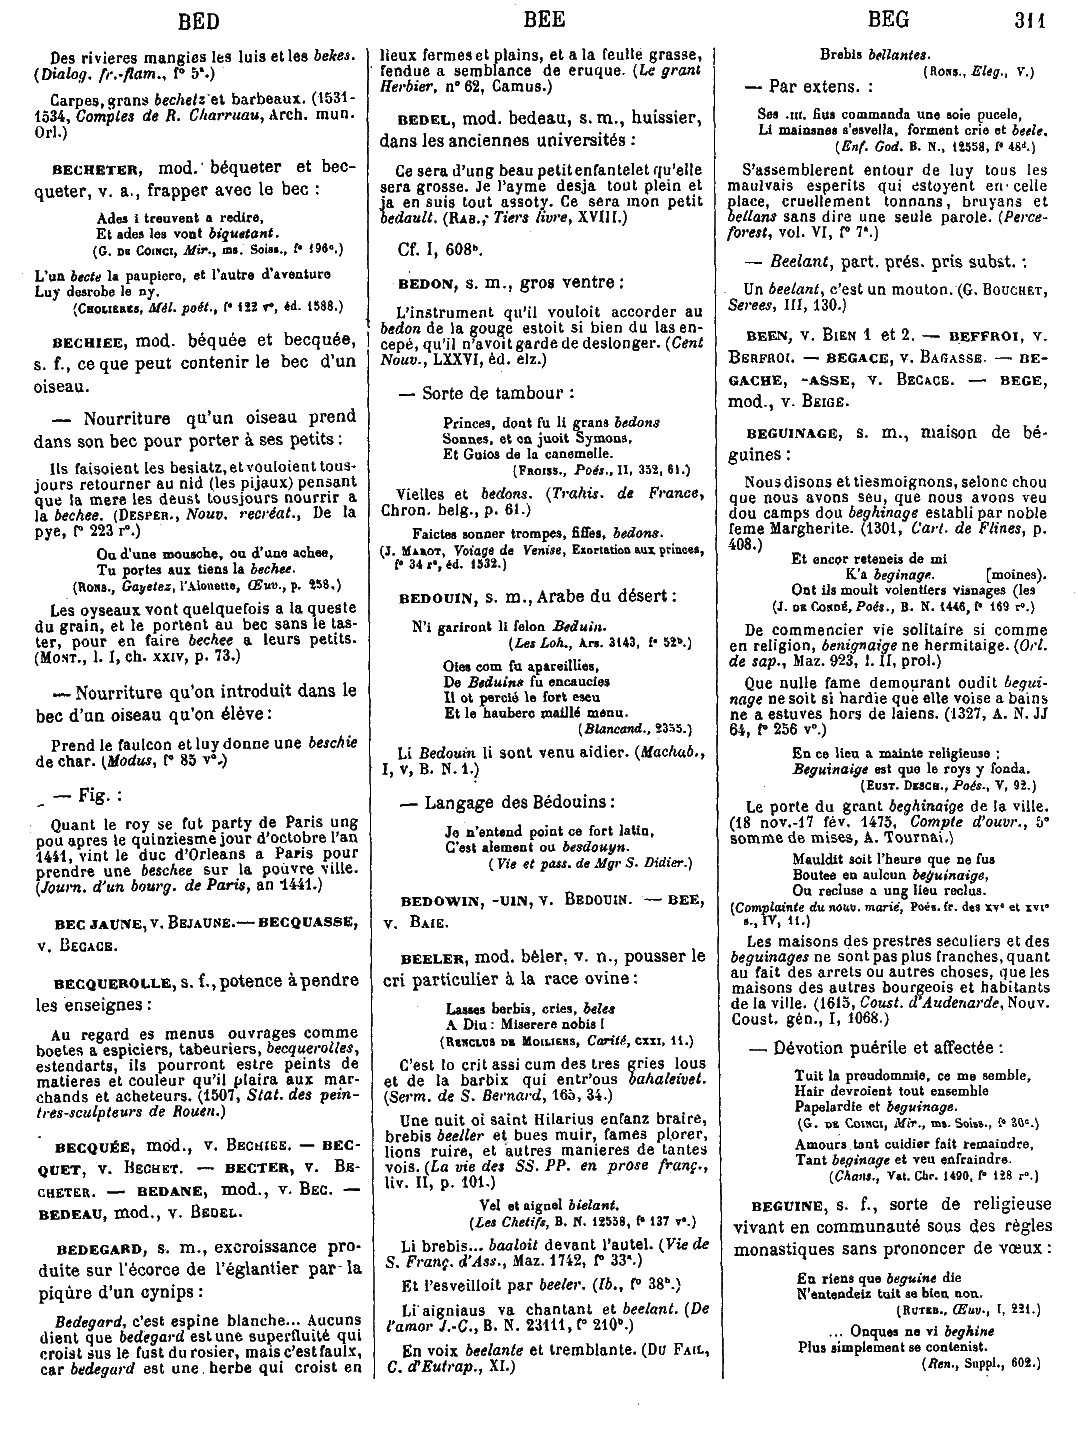 BED
BEE
BEG
311
Des rivieres mangies les luis et les bekes.
(Dialog. fr.-flam., f° 5ᵃ.)
Carpes, grans bechetz et barbeaux. (1531-
1534, Comptes de R. Charruau, Arch. mun.
Orl.)
BECHETER, mod. béqueter et bec-
queter, v. a., frapper avec le bec :
Ades i treuvent a redire,
Et ades les vont biquetant.
(G. DE COINCI, Mir., ms. Soiss., f° 196ᶜ.)
L'un becte la paupiere, et l'autre d'aventure
Luy desrobe le ny.
(CHOLIERES, Mél. poét., f° 122 r°, éd. 1588.)
BECHIEE, mod. béquée et becquée,
s. f., ce que peut contenir le bec d'un
oiseau.
— Nourriture qu'un oiseau prend
dans son bec pour porter à ses petits :
Ils faisoient les besiatz, et vouloient tous-
jours retourner au nid (les pijaux) pensant
que la mere les deust tousjours nourrir a
la bechee. (DESPER., Nouv. recréat., De la
pye, f° 223 r°.)
Ou d'une mousche, ou d'une achee,
Tu portes aux tiens la bechee.
(RONS., Gayetez, l'Alouette, Œuv., p. 258.)
Les oyseaux vont quelquefois a la queste
du grain, et le portent au bec sans le tas-
ter, pour en faire bechee a leurs petits.
(MONT., l. I, ch. XXIV, p. 73.)
— Nourriture qu'on introduit dans le
bec d'un oiseau qu'on élève :
Prend le faulcon et luy donne une beschie
de char. (Modus, f° 85 v°.)
— Fig. :
Quant le roy se fut party de Paris ung
pou apres le quinziesme jour d'octobre l'an
1441, vint le duc d'Orleans a Paris pour
prendre une beschee sur la pouvre ville.
(Journ. d'un bourg. de Paris, an 1441.)
BEC JAUNE, v. BEJAUNE. — BECQUASSE,
v. BEGACE.
BECQUEROLLE, s. f., potence à pendre
les enseignes :
Au regard es menus ouvrages comme
boetes a espiciers, tabeuriers, becquerolles,
estendarts, ils pourront estre peints de
matieres et couleur qu'il plaira aux mar-
chands et acheteurs. (1507, Stat. des pein-
tres-sculpteurs de Rouen.)
BECQUÉE, mod., v. BECHIEE. — BEC-
QUET, v. BECHET. — BECTER, v. BE-
CHETER. — BEDANE, mod., v. BEC. —
BEDEAU, mod., v. BEDEL.
BEDEGARD, s. m., excroissance pro-
duite sur l'écorce de l'églantier par la
piqûre d'un cynips :
Bedegard, c'est espine blanche... Aucuns
dient que bedegard est une superfluité qui
croist sus le fust du rosier, mais c'est faulx,
car bedegard est une herbe qui croist en
lieux fermes et plains, et a la feulle grasse,
fendue a semblance de eruque. (Le grant
Herbier, n° 62, Camus.)
BEDEL, mod. bedeau, s. m., huissier,
dans les anciennes universités :
Ce sera d'ung beau petit enfantelet qu'elle
sera grosse. Je l'ayme desja tout plein et
ja en suis tout assoty. Ce sera mon petit
bedault. (RAB., Tiers livre, XVIII.)
Cf. I, 608ᵇ.
BEDON, s. m., gros ventre :
L'instrument qu'il vouloit accorder au
bedon de la gouge estoit si bien du las en-
cepé, qu'il n'avoit garde de deslonger. (Cent
Nouv., LXXVI, éd. elz.)
— Sorte de tambour :
Princes, dont fu li grans bedons
Sonnes, et en juoit Symons,
Et Guios de la canemelle.
(FROISS., Poés., II, 352, 61.)
Vielles et bedons. (Trahis. de France,
Chron. belg., p. 61.)
Faictes sonner trompes, fiffes, bedons.
(J. MAROT, Voiage de Venise, Exortation aux princes,
f° 34 r°, éd. 1532.)
BEDOUIN, s. m., Arabe du désert :
N'i gariront li felon Beduin.
(Les Loh., Ars. 3143, f° 52ᵇ.)
Oies com fu apareillies,
De Beduins fu encaucies
Il ot percié le fort escu
Et le hauberc maillé menu.
(Blancand., 2355.)
Li Bedouin li sont venu aidier. (Machab.,
I, V, B. N. 1.)
— Langage des Bédouins :
Je n'entend point ce fort latin,
C'est alement ou besdouyn.
(Vie et pass. de Mgr S. Didier.)
BEDOWIN, -UIN, v. BEDOUIN. — BEE,
v. BAIE.
BEELER, mod. bêler, v. n., pousser le
cri particulier à la race ovine :
Lasses berbis, cries, beles
A Diu : Miserere nobis !
(RENCLUS DE MOILIENS, Carité, CXXI, 11.)
C'est lo crit assi cum des tres gries lous
et de la barbix qui entr'ous bahaleivet.
(Serm. de S. Bernard, 165, 34.)
Une nuit oi saint Hilarius enfanz braire,
brebis beeller et bues muir, fames plorer,
lions ruire, et autres manieres de tantes
vois. (La vie des SS. PP. en prose franç.,
liv. II, p. 101.)
Vel et aignel bielant.
(Les Chetifs, B. N. 12558, f° 137 v°.)
Li brebis... baaloit devant l'autel. (Vie de
S. Franç. d'Ass., Maz. 1742, f° 33ᵃ.)
Et l'esveilloit par beeler. (Ib., f° 38ᵇ.)
Li aigniaus va chantant et beelant. (De
l'amor J.-C., B. N. 23111, f° 210ᵇ.)
En voix beelante et tremblante. (DU FAIL,
C. d'Eutrap., XI.)
Brebis bellantes.
(RONS., Eleg., V.)
— Par extens. :
Ses .III. fius commanda une soie pucele,
Li mainsnes s'esvella, forment crie et beele.
(Enf. God. B. N., 12558, f° 48ᵈ.)
S'assemblerent entour de luy tous les
maulvais esperits qui estoyent en celle
place, cruellement tonnans, bruyans et
bellans sans dire une seule parole. (Perce-
forest, vol. VI, f° 7ᵃ.)
— Beelant, part. prés. pris subst. :
Un beelant, c'est un mouton. (G. BOUCHET,
Serees, III, 130.)
BEEN, v. BIEN 1 et 2. — BEFFROI, v.
BERFROI. — BEGACE, v. BAGASSE. — BE-
GACHE, -ASSE, v. BECACE. — BEGE,
mod., v. BEIGE.
BEGUINAGE, s. m., maison de bé-
guines :
Nous disons et tiesmoignons, selonc chou
que nous avons seu, que nous avons veu
dou camps dou beghinage establi par noble
feme Margherite. (1301, Cart. de Flines, p.
408.)
Et encor reteneis de mi
K'a beginage. [moines).
Ont ils moult volentiers visnages (les
(J. DE CONDÉ, Poés., B. N. 1446, f° 169 r°.)
De commencier vie solitaire si comme
en religion, benignaige ne hermitaige. (Orl.
de sap., Maz. 923, l. II, prol.)
Que nulle fame demourant oudit begui-
nage ne soit si hardie que elle voise a bains
ne a estuves hors de laiens. (1327, A. N. JJ
64, f° 256 v°.)
En ce lieu a mainte religieuse ;
Beguinaige est que le roys y fonda.
(EUST. DESCH., Poés., V, 92.)
Le porte du grant beghinaige de la ville.
(18 nov.-17 fév. 1475, Compte d'ouvr., 5ᵉ
somme de mises, A. Tournai.)
Mauldit soit l'heure que ne fus
Boutee en aulcun beguinaige,
Ou recluse a ung lieu reclus.
(Complainte du nouv. marié, Poés. fr. des XVᵉ et XVIᵉ
s., IV, 11.)
Les maisons des prestres seculiers et des
beguinages ne sont pas plus franches, quant
au fait des arrets ou autres choses, que les
maisons des autres bourgeois et habitants
de la ville. (1615, Coust. d'Audenarde, Nouv.
Coust. gén., I, 1068.)
— Dévotion puérile et affectée :
Tuit la preudommie, ce me semble,
Hair devroient tout ensemble
Papelardie et beguinage.
(G. DE COINCI, Mir., ms. Soiss., f° 30ᵃ.)
Amours tant cuidier fait remaindre,
Tant beginage et veu enfraindre.
(Chans., Vat. Chr. 1490, f° 128 r°.)
BEGUINE, s. f., sorte de religieuse
vivant en communauté sous des règles
monastiques sans prononcer de vœux :
En riens que beguine die
N'entendeiz tuit se bien non.
(RUTEB., Œuv., I, 221.)
... Onques ne vi beghine
Plus simplement se contenist.
(Ren., Suppl., 602.)